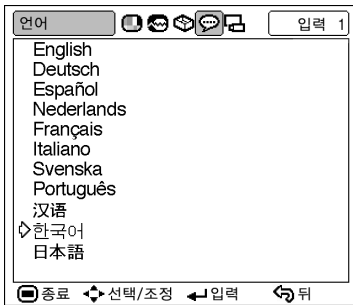 언어 입력 1
English
Deutsch
Español
Nederlands
Français
Italiano
Svenska
Português
汉语
한국어
日本語
종료 선택/조정 입력 뒤